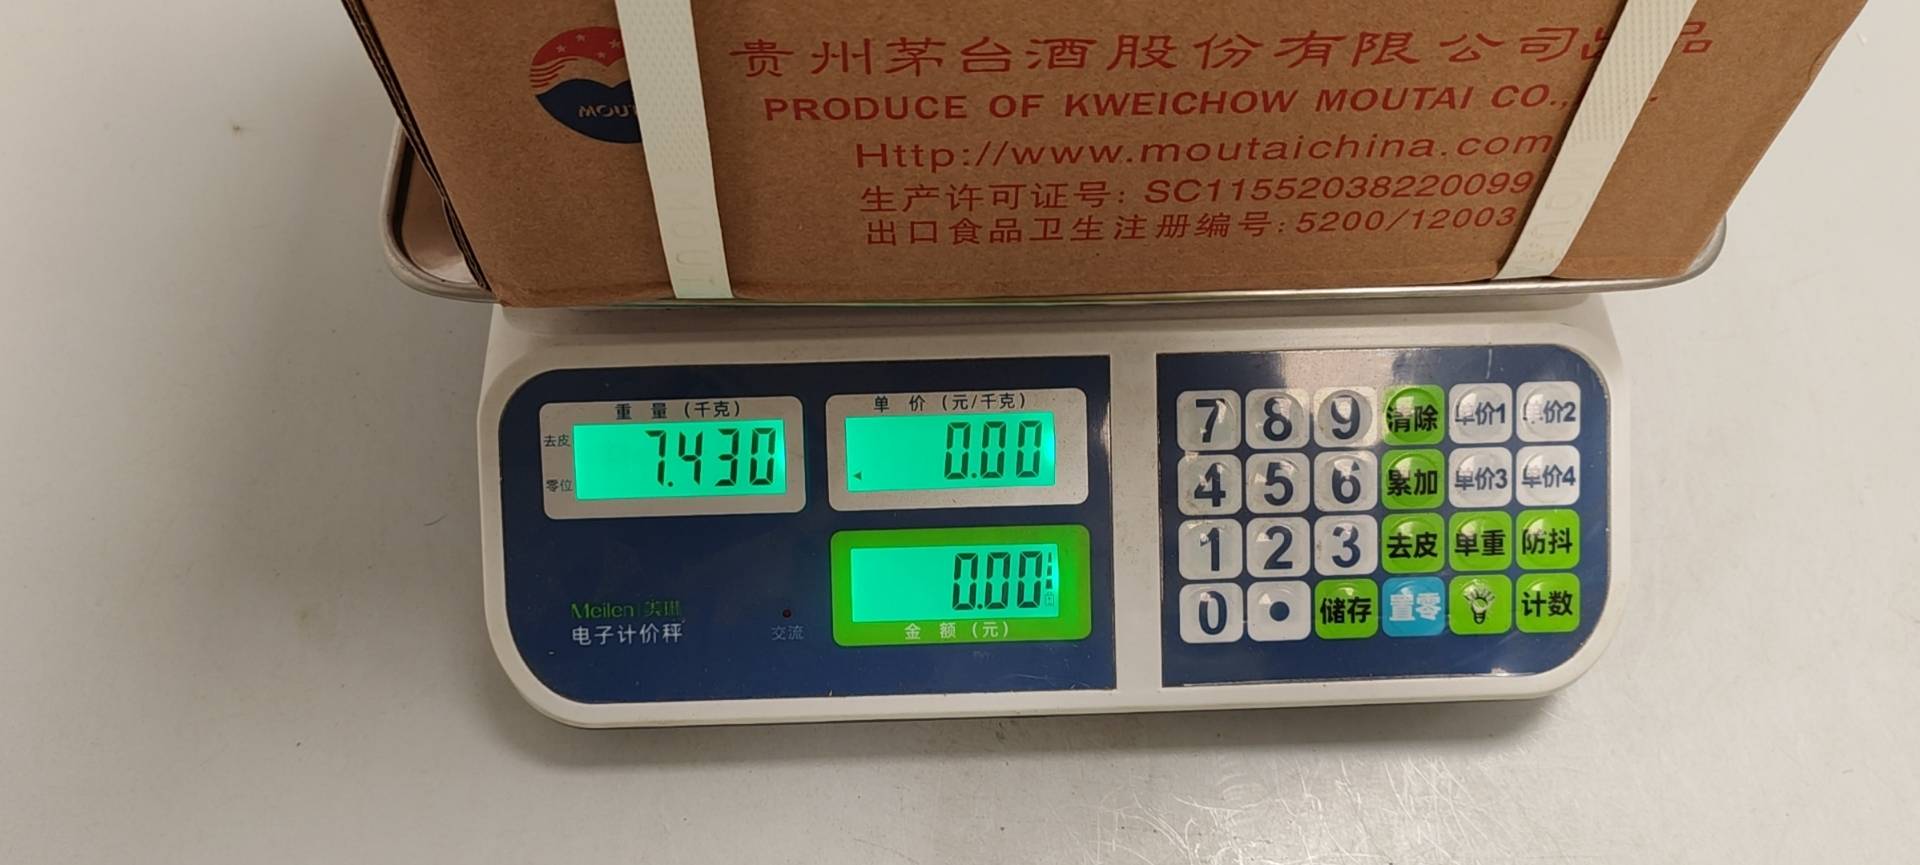 贵州茅台酒股份有限公司出品
MOUT
PRODUCE OF KWEICHOW MOUTAI CO.,
Http://www.moutaichina.com
生产许可证号: SC11552038220099
出口食品卫生注册编号: 5200/12003
重量(千克)
去皮
零位
7.430
单价(元/千克)
0.00
0.00
金额(元)
Meilen 美琳
电子计价秤
交流
7 8 9 清除 单价1 单价2
4 5 6 累加 单价3 单价4
1 2 3 去皮 单重 防抖
0 • 储存 置零 计数